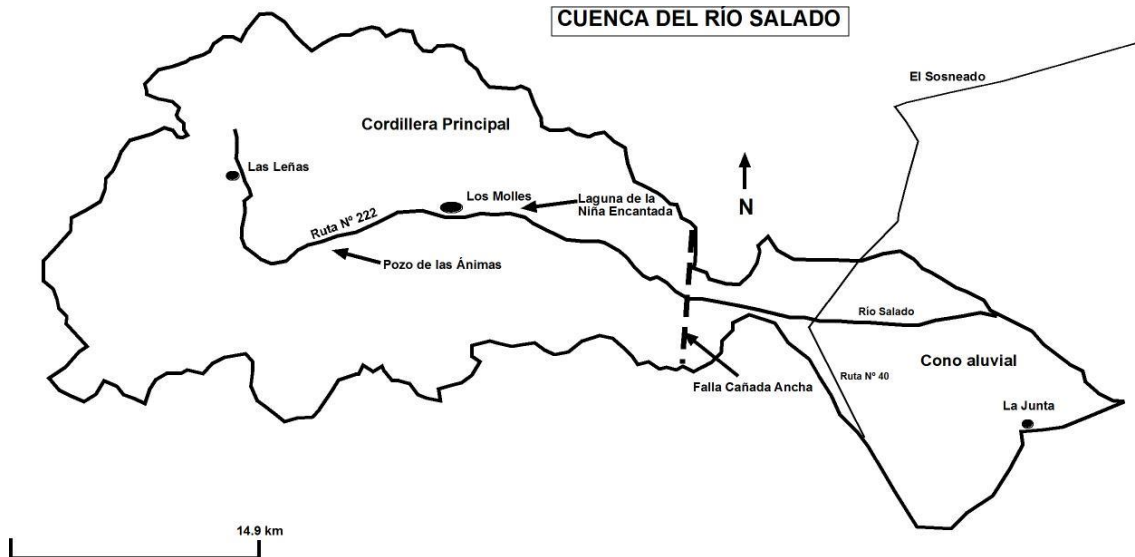 CUENCA DEL RÍO SALADO
El Sosneado
Cordillera Principal
Las Leñas
Los Molles
Laguna de la
Niña Encantada
N
Ruta Nº 222
Pozo de las Ánimas
Río Salado
Falla Cañada Ancha
Ruta Nº 40
Cono aluvial
La Junta
14.9 km